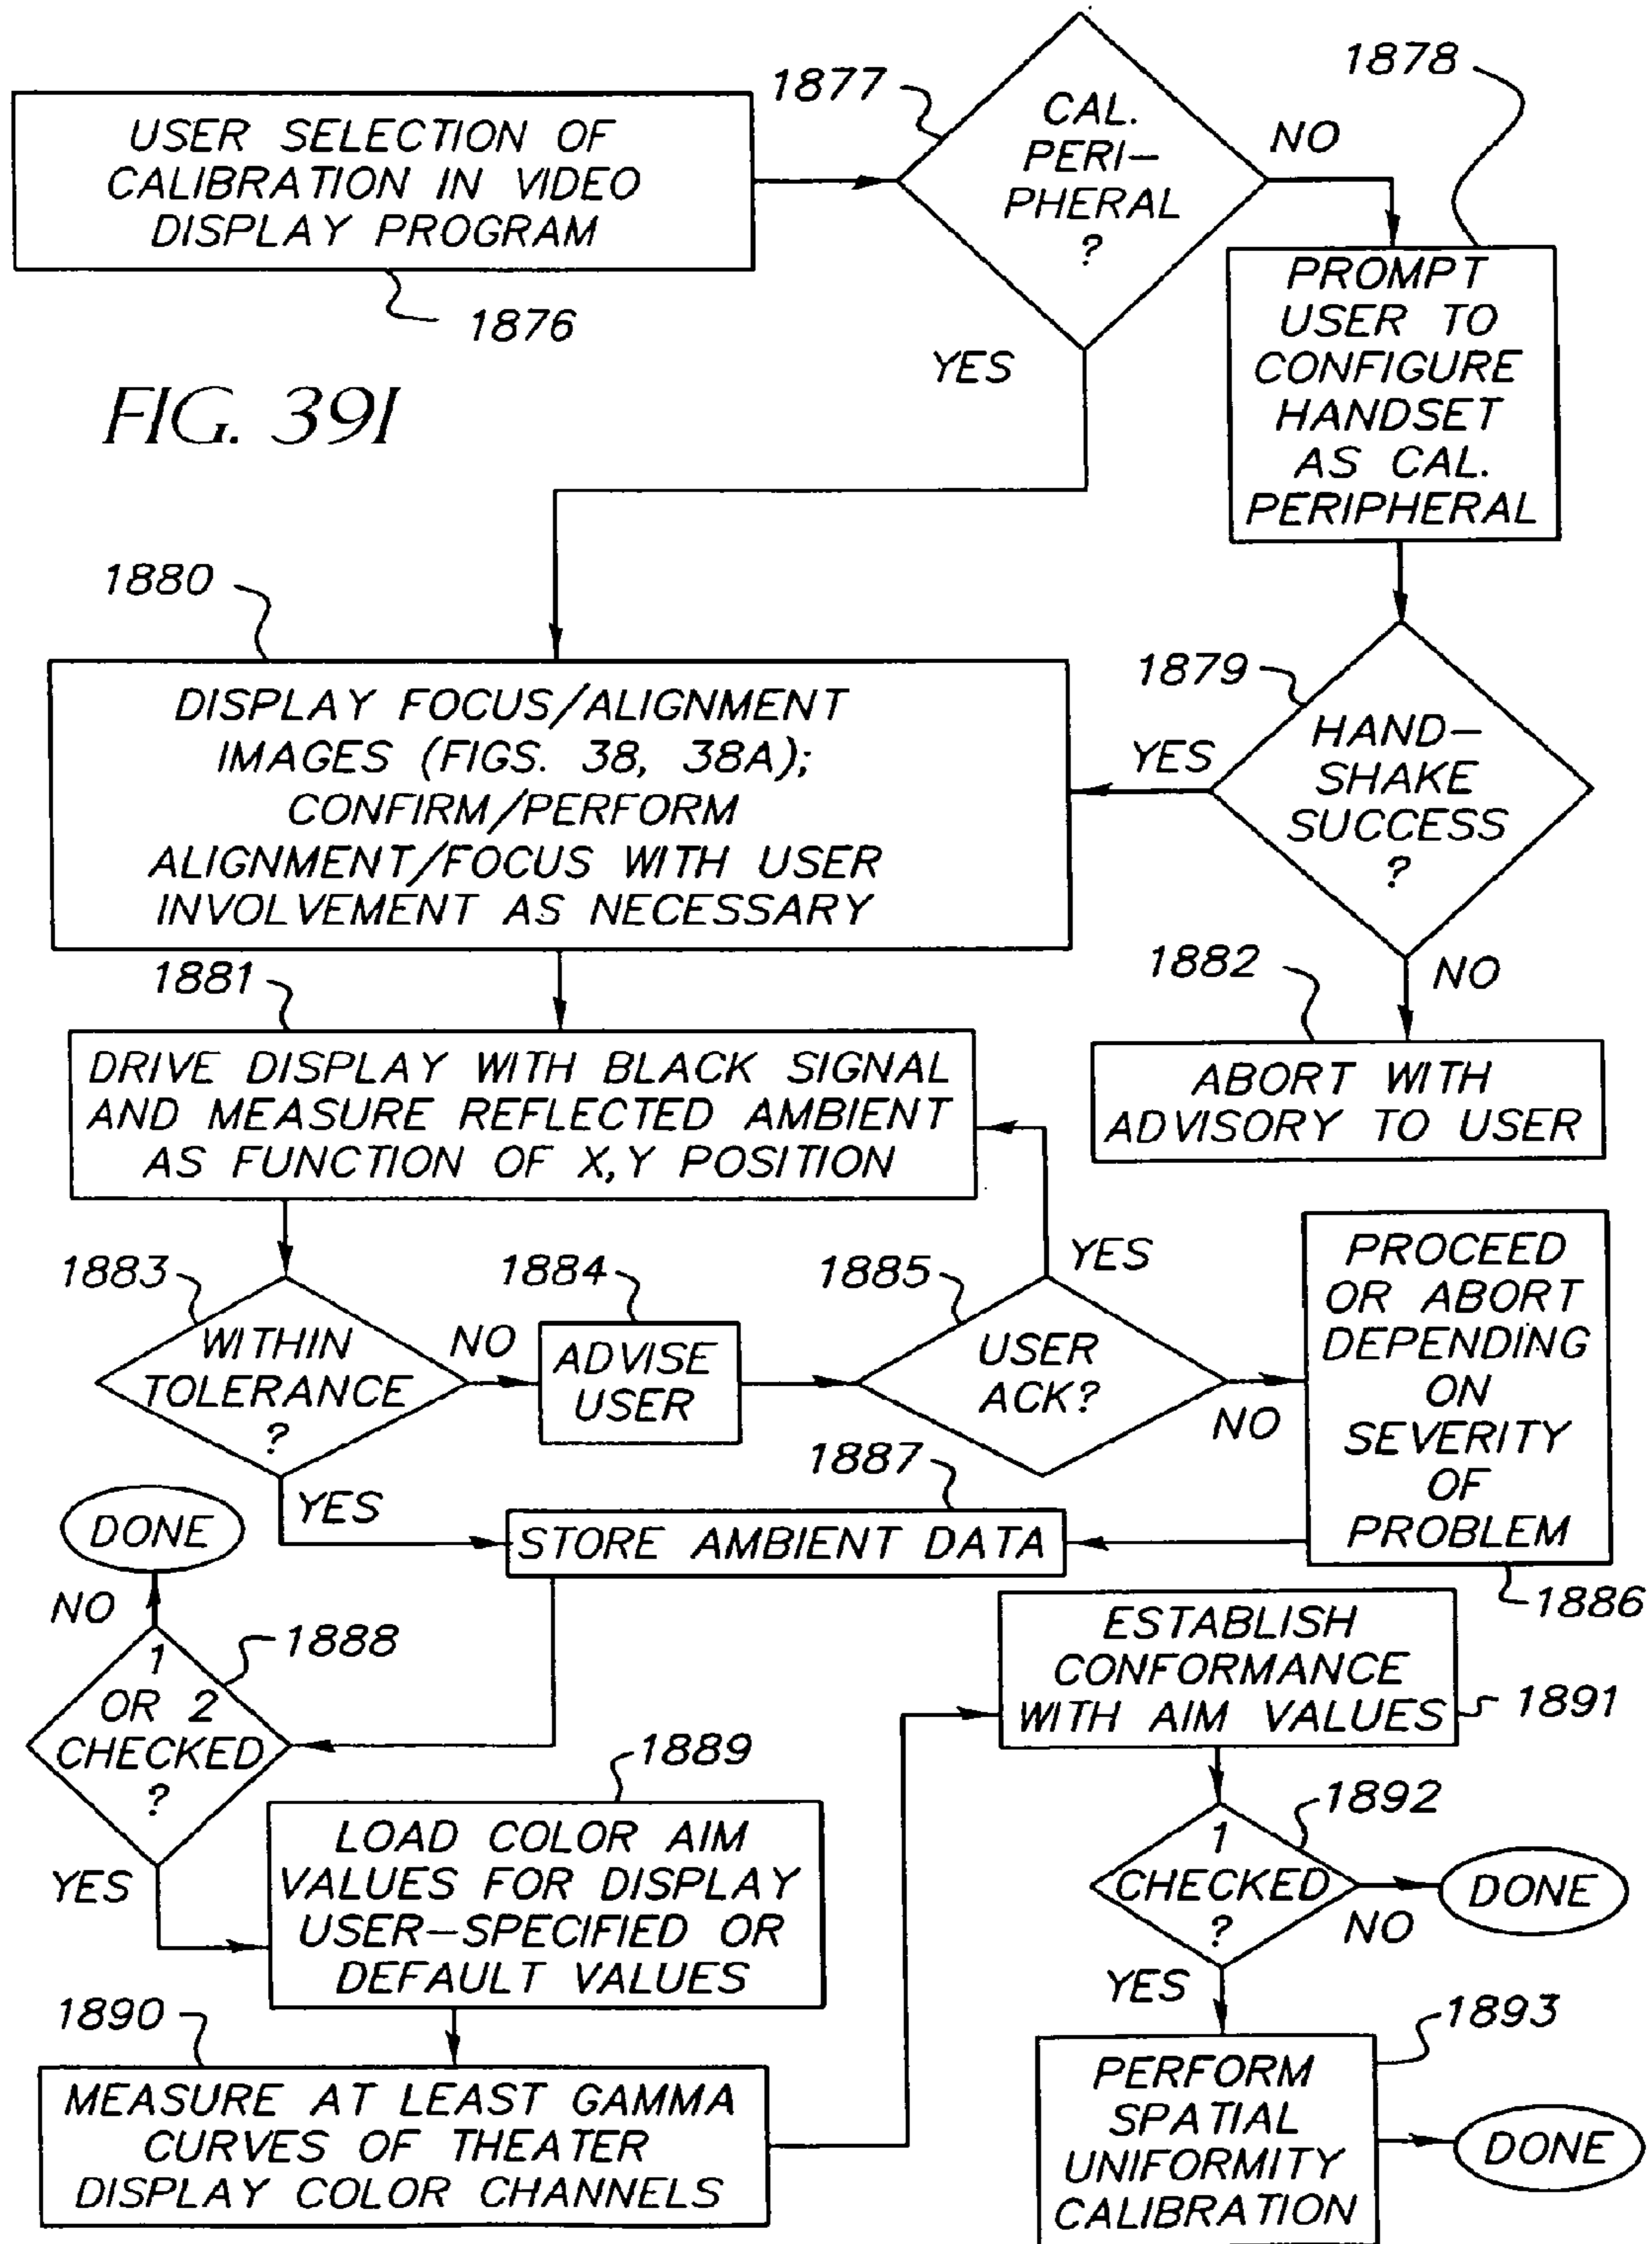 1877
1878
USER SELECTION OF
CALIBRATION IN VIDEO
DISPLAY PROGRAM
1876
CAL.
PERI-
PHERAL
?
NO
YES
PROMPT
USER TO
CONFIGURE
HANDSET
AS CAL.
PERIPHERAL
FIG. 39I
1880
1879
DISPLAY FOCUS/ALIGNMENT
IMAGES (FIGS. 38, 38A);
CONFIRM/PERFORM
ALIGNMENT/FOCUS WITH USER
INVOLVEMENT AS NECESSARY
YES
HAND-
SHAKE
SUCCESS
?
NO
1882
ABORT WITH
ADVISORY TO USER
1881
DRIVE DISPLAY WITH BLACK SIGNAL
AND MEASURE REFLECTED AMBIENT
AS FUNCTION OF X,Y POSITION
1883
WITHIN
TOLERANCE
?
NO
YES
1884
ADVISE
USER
1885
USER
ACK?
YES
NO
PROCEED
OR ABORT
DEPENDING
ON
SEVERITY
OF
PROBLEM
1886
1887
STORE AMBIENT DATA
DONE
NO
1888
1
OR 2
CHECKED
?
YES
1889
LOAD COLOR AIM
VALUES FOR DISPLAY
USER-SPECIFIED OR
DEFAULT VALUES
1890
MEASURE AT LEAST GAMMA
CURVES OF THEATER
DISPLAY COLOR CHANNELS
ESTABLISH
CONFORMANCE
WITH AIM VALUES
1891
1892
1
CHECKED
?
NO
DONE
YES
1893
PERFORM
SPATIAL
UNIFORMITY
CALIBRATION
DONE